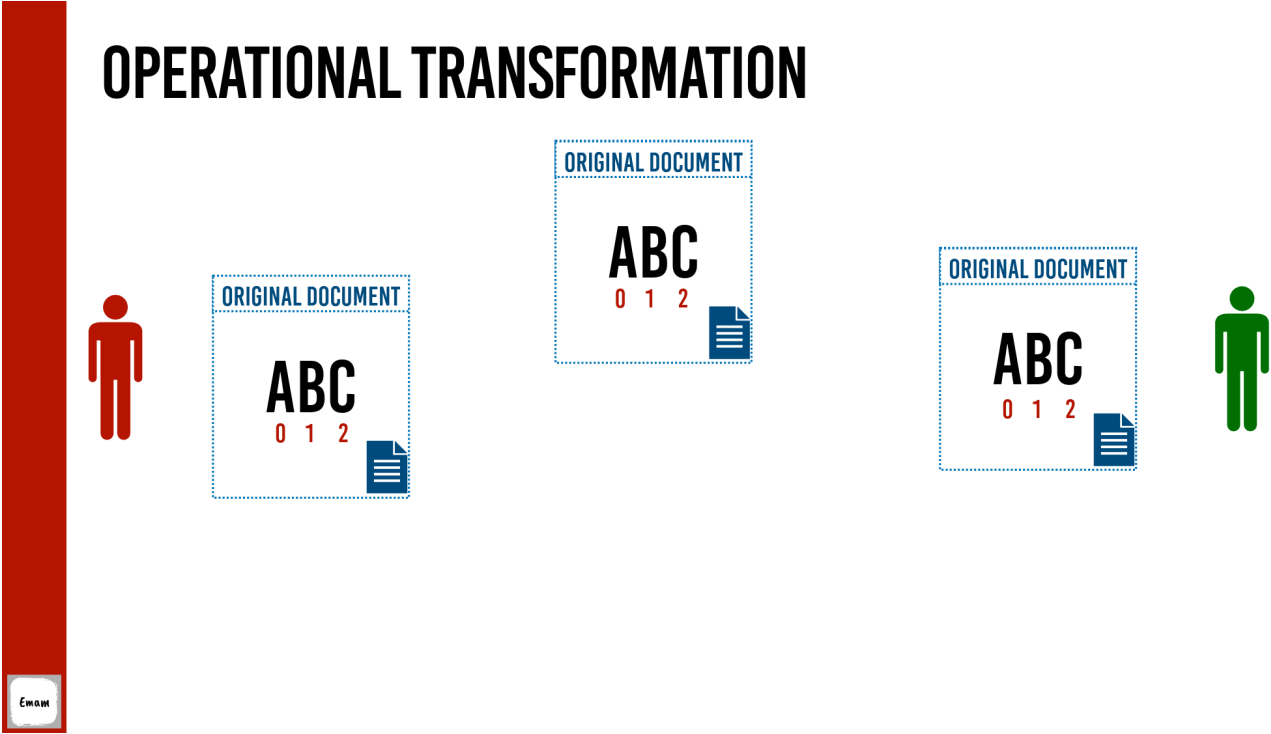 OPERATIONAL TRANSFORMATION
ORIGINAL DOCUMENT
ABC
0 1 2
ORIGINAL DOCUMENT
ABC
0 1 2
ORIGINAL DOCUMENT
ABC
0 1 2
Emam